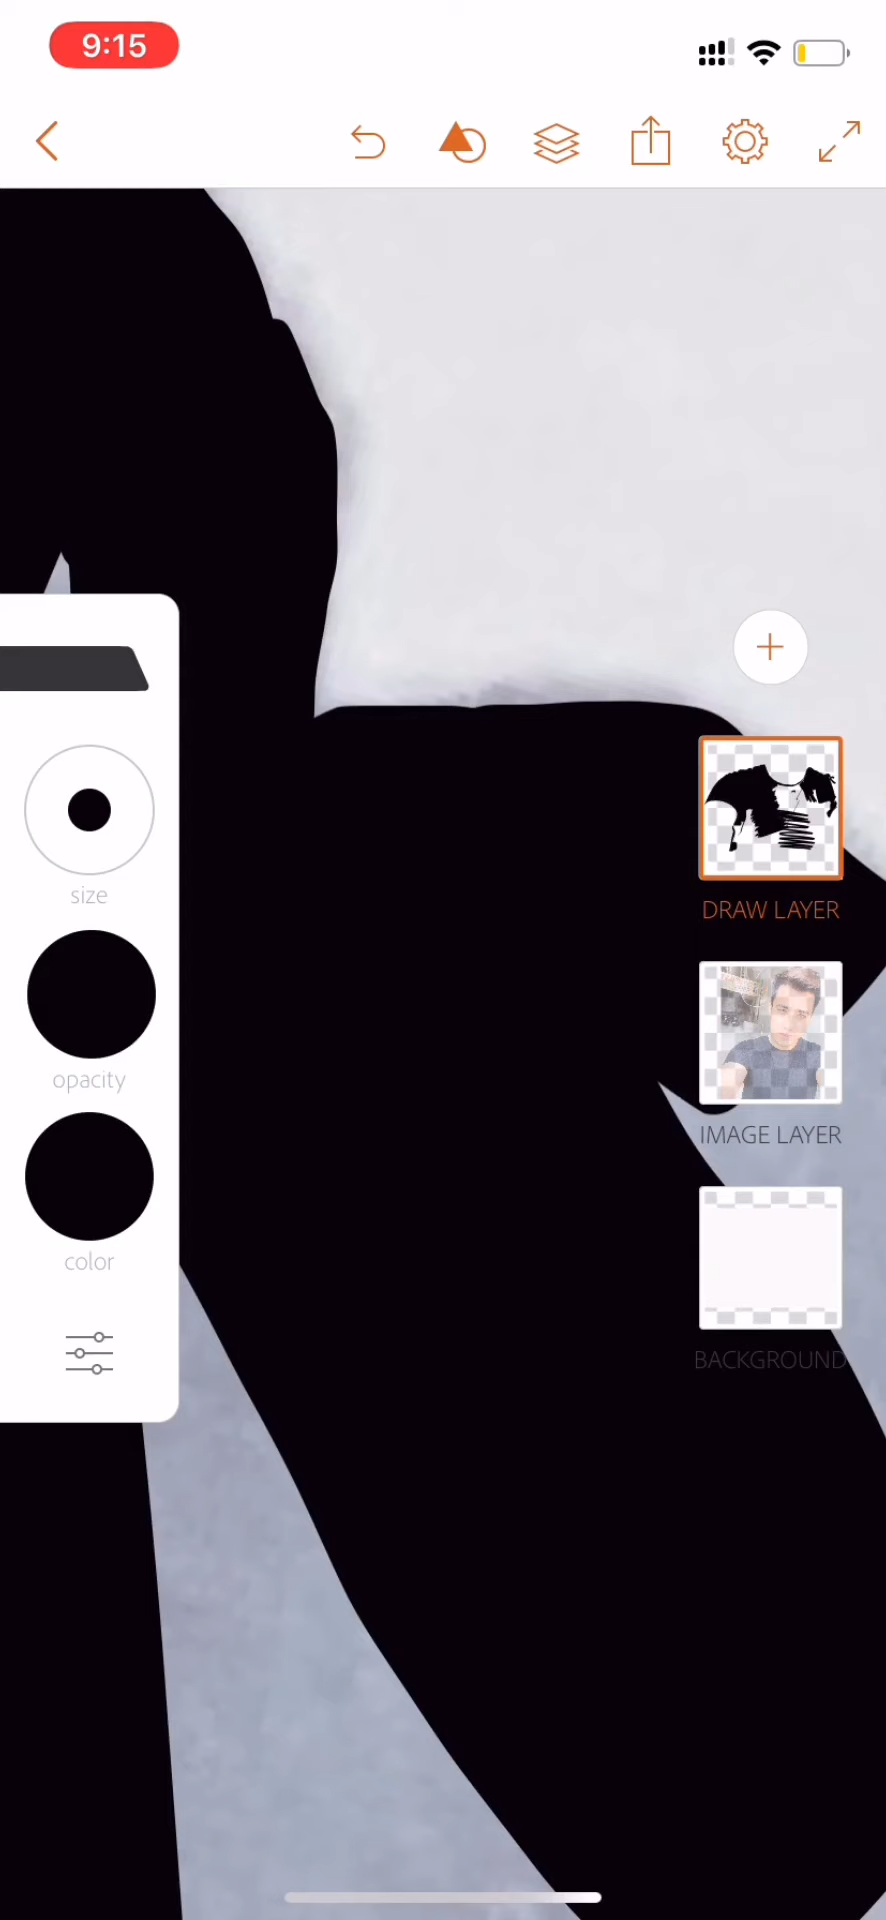 9:15
size
DRAW LAYER
opacity
IMAGE LAYER
color
BACKGROUND